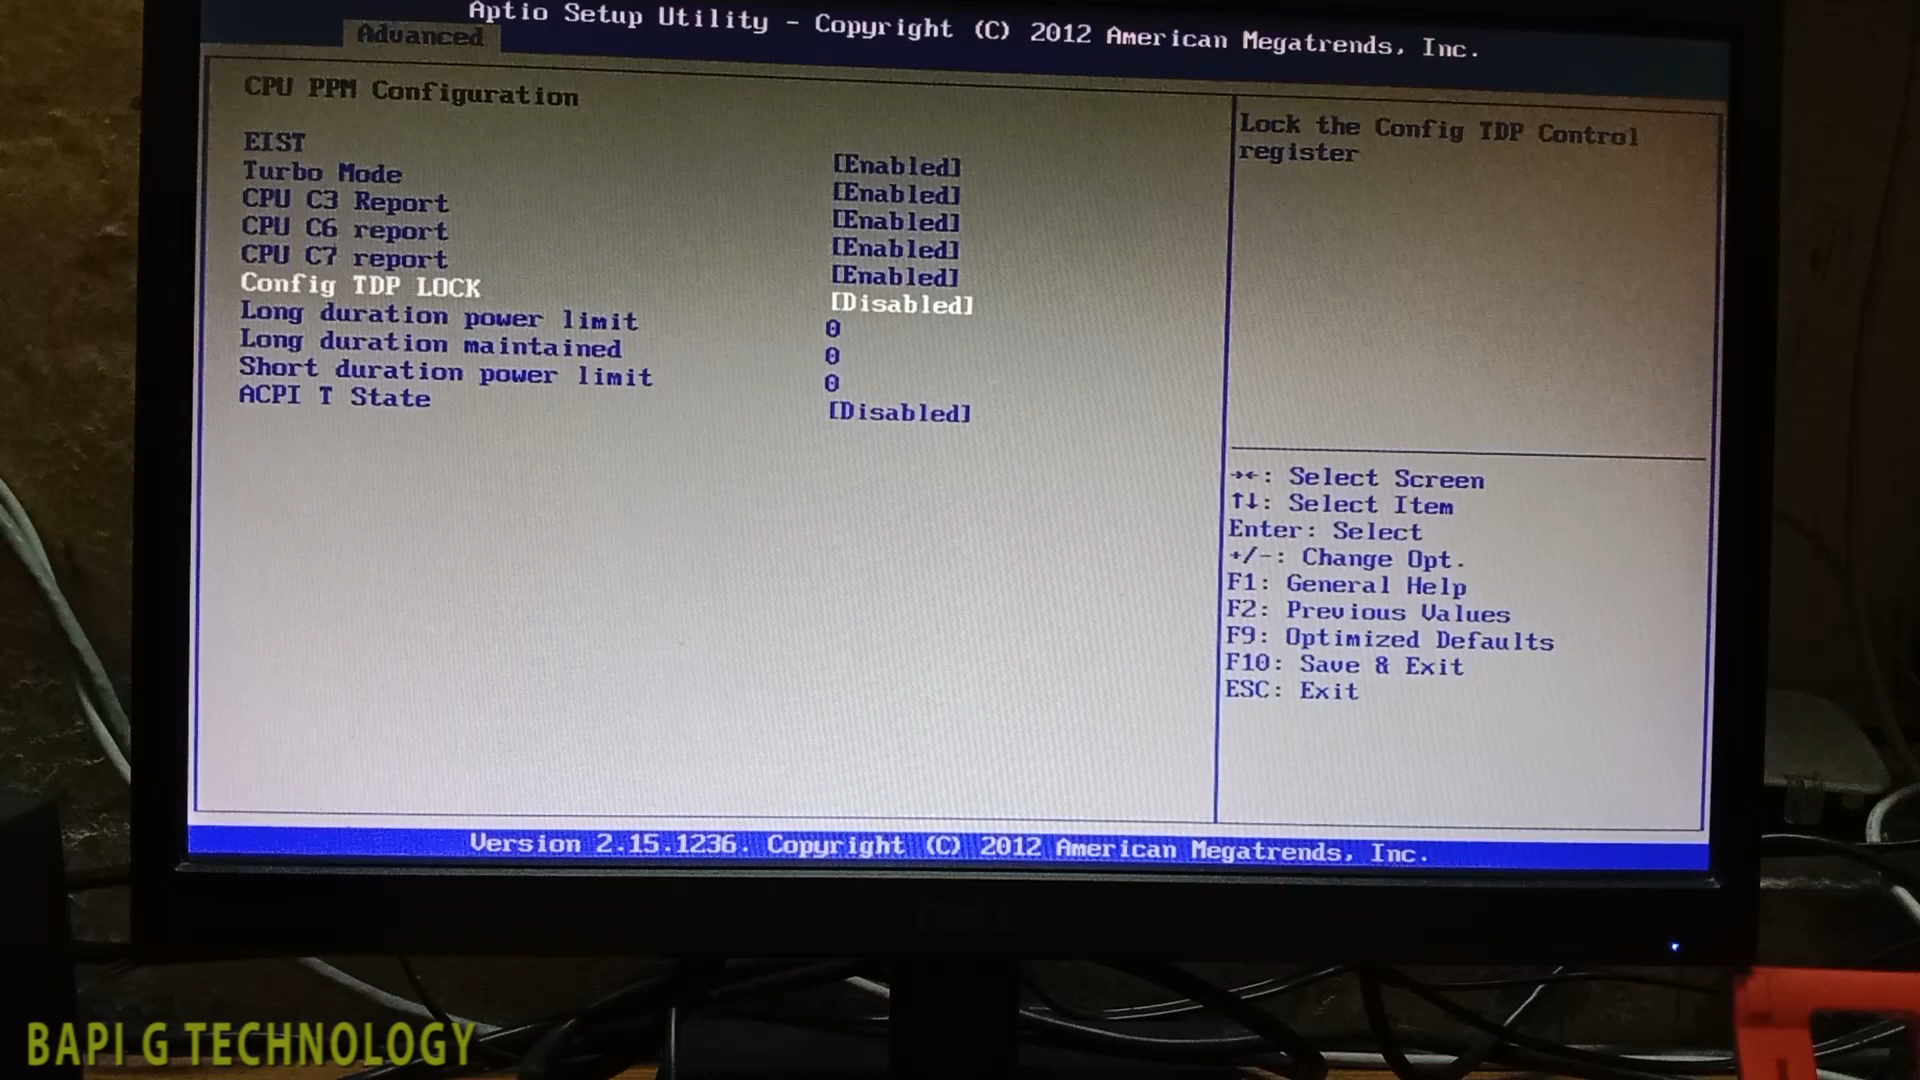 Aptio Setup Utility - Copyright (C) 2012 American Megatrends, Inc.
Advanced
CPU PPM Configuration
EIST [Enabled]
Turbo Mode [Enabled]
CPU C3 Report [Enabled]
CPU C6 report [Enabled]
CPU C7 report [Enabled]
Config TDP LOCK [Disabled]
Long duration power limit 0
Long duration maintained 0
Short duration power limit 0
ACPI T State [Disabled]
Lock the Config TDP Control
register
→←: Select Screen
↑↓: Select Item
Enter: Select
+/-: Change Opt.
F1: General Help
F2: Previous Values
F9: Optimized Defaults
F10: Save & Exit
ESC: Exit
Version 2.15.1236. Copyright (C) 2012 American Megatrends, Inc.
DELL
BAPI G TECHNOLOGY